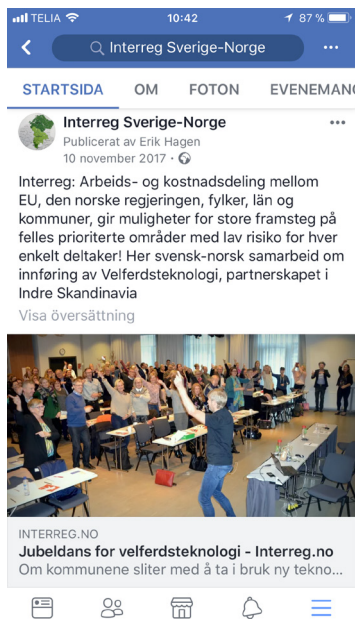 TELIA 10:42 87 %
Interreg Sverige-Norge
STARTSIDA OM FOTON EVENEMAN
Interreg Sverige-Norge
Publicerat av Erik Hagen
10 november 2017 ·
Interreg: Arbeids- og kostnadsdeling mellom
EU, den norske regjeringen, fylker, län og
kommuner, gir muligheter for store framsteg på
felles prioriterte områder med lav risiko for hver
enkelt deltaker! Her svensk-norsk samarbeid om
innføring av Velferdsteknologi, partnerskapet i
Indre Skandinavia
Visa översättning
INTERREG.NO
Jubeldans for velferdsteknologi - Interreg.no
Om kommunene sliter med å ta i bruk ny tekno...